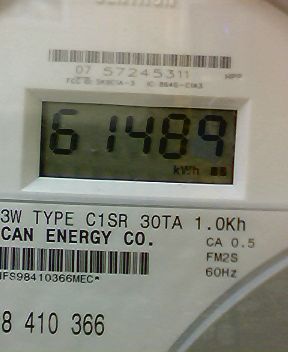 07 57245311
61489
kWh
3W TYPE C1SR 30TA 1.0Kh
CAN ENERGY CO.
CA 0.5
FM2S
60Hz
8 410 366